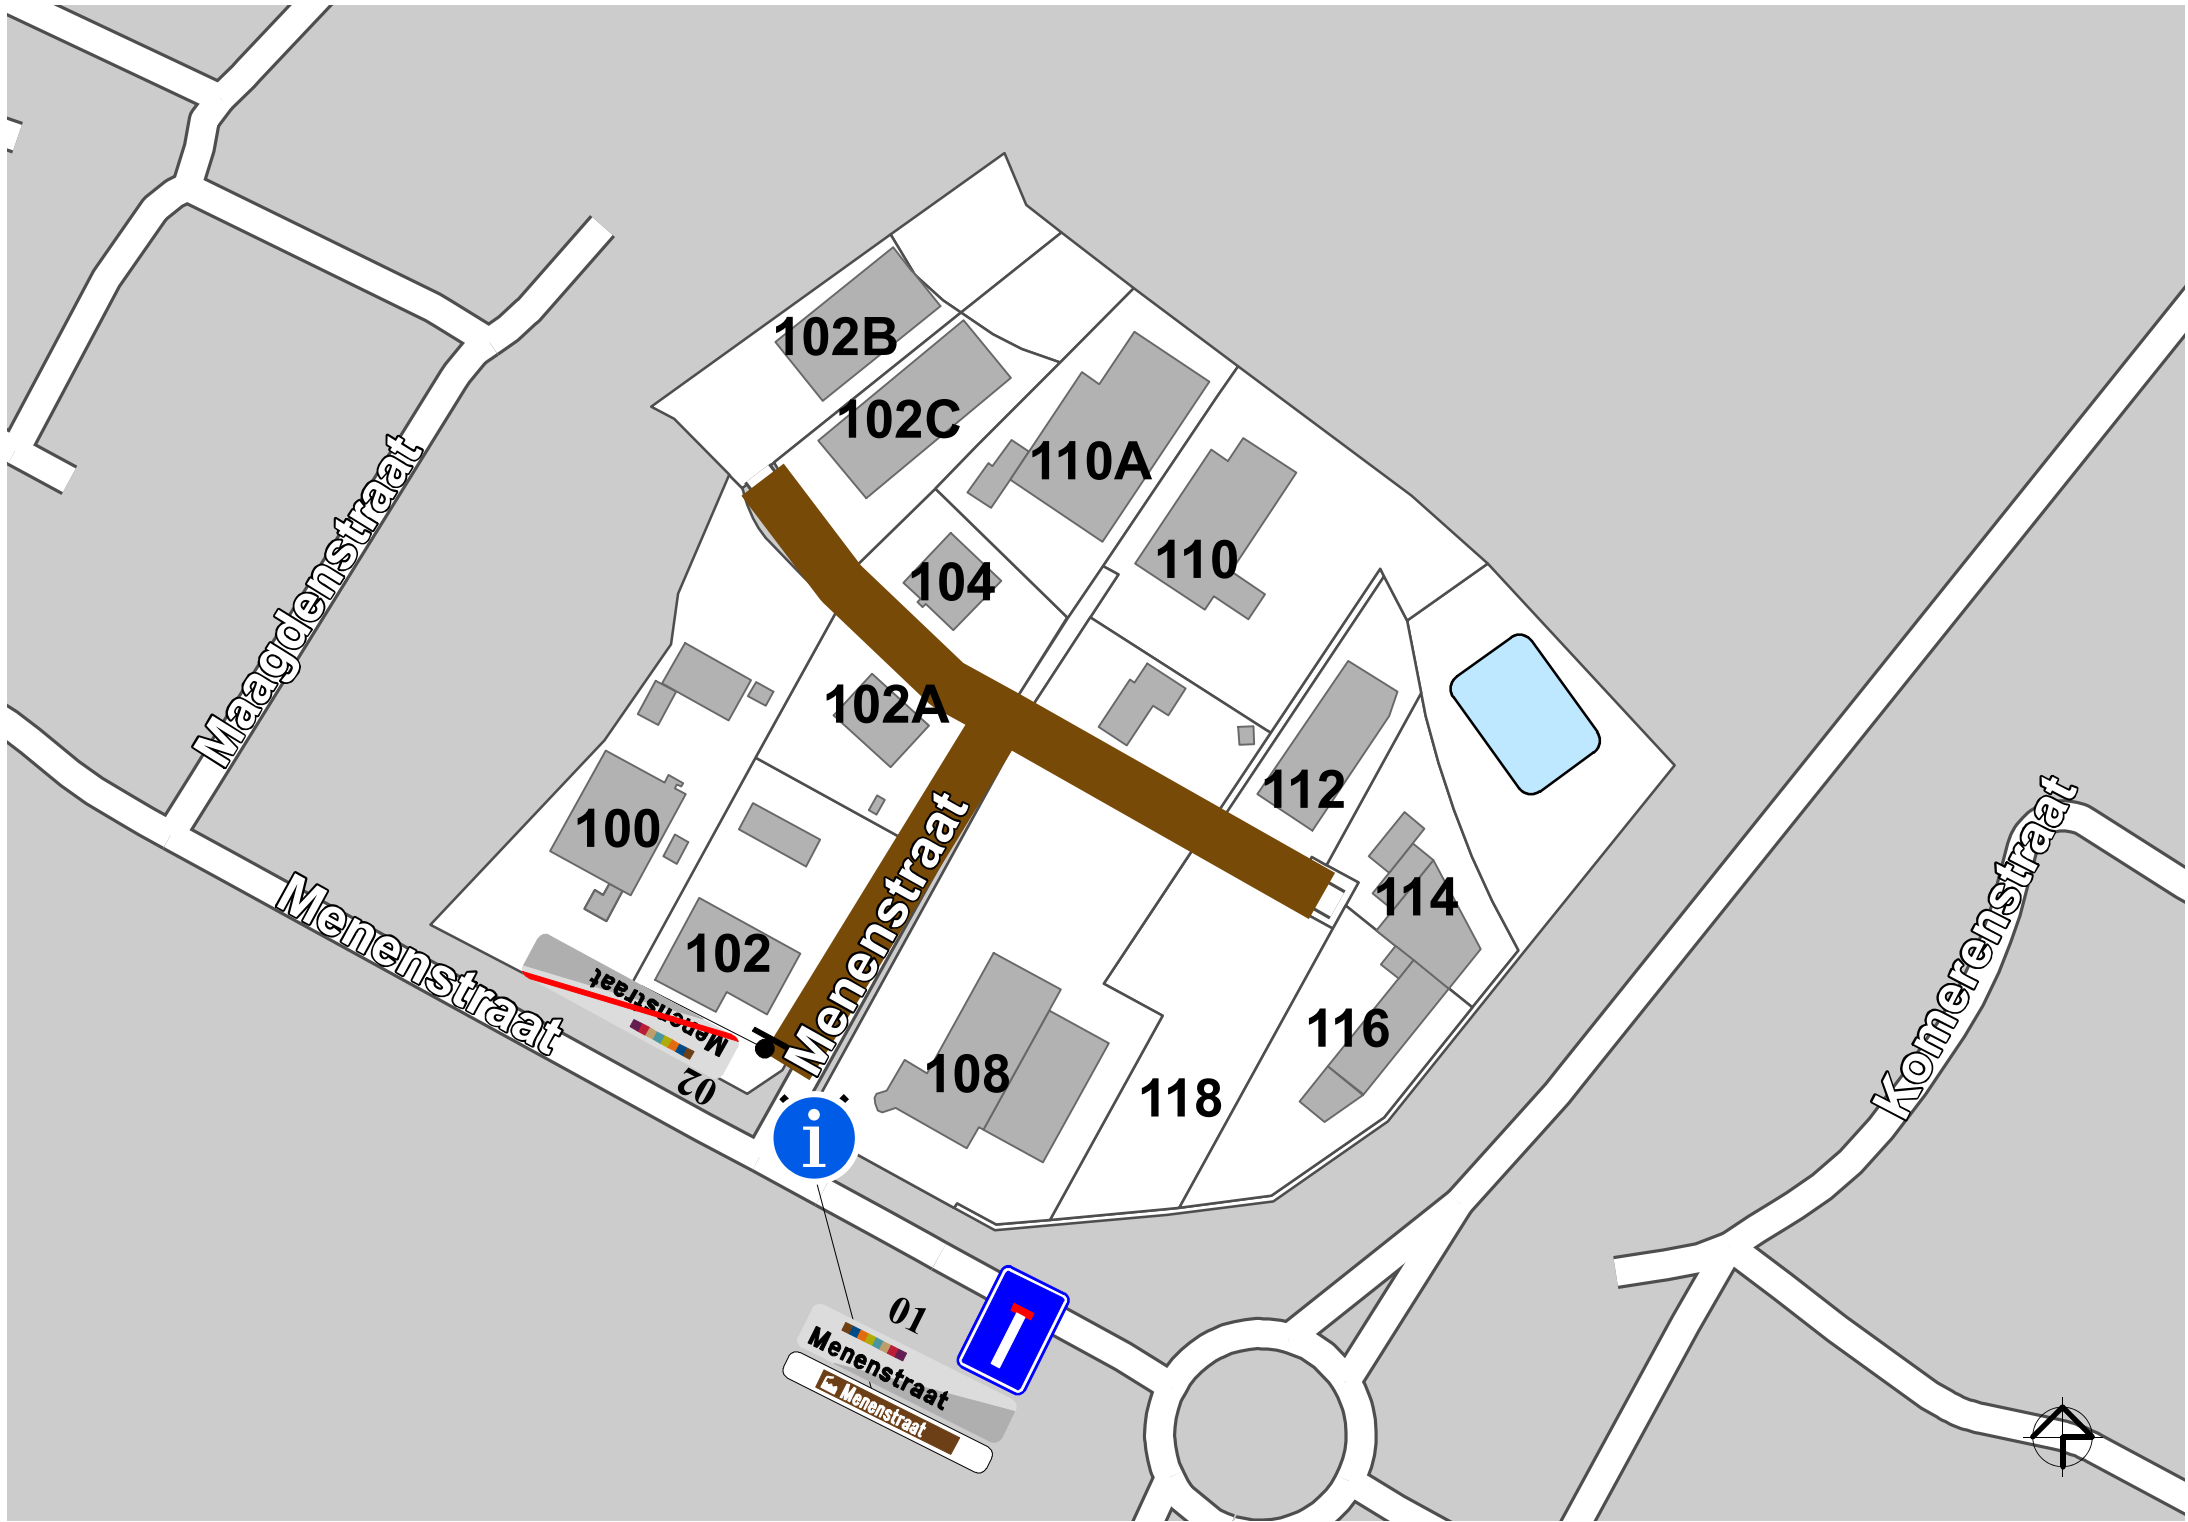 102B
102C
110A
110
104
102A
112
100
114
102
116
108
118
Maagdenstraat
Menenstraat
Menenstraat
Komerenstraat
Menenstraat
02
i
01
Menenstraat
Menenstraat